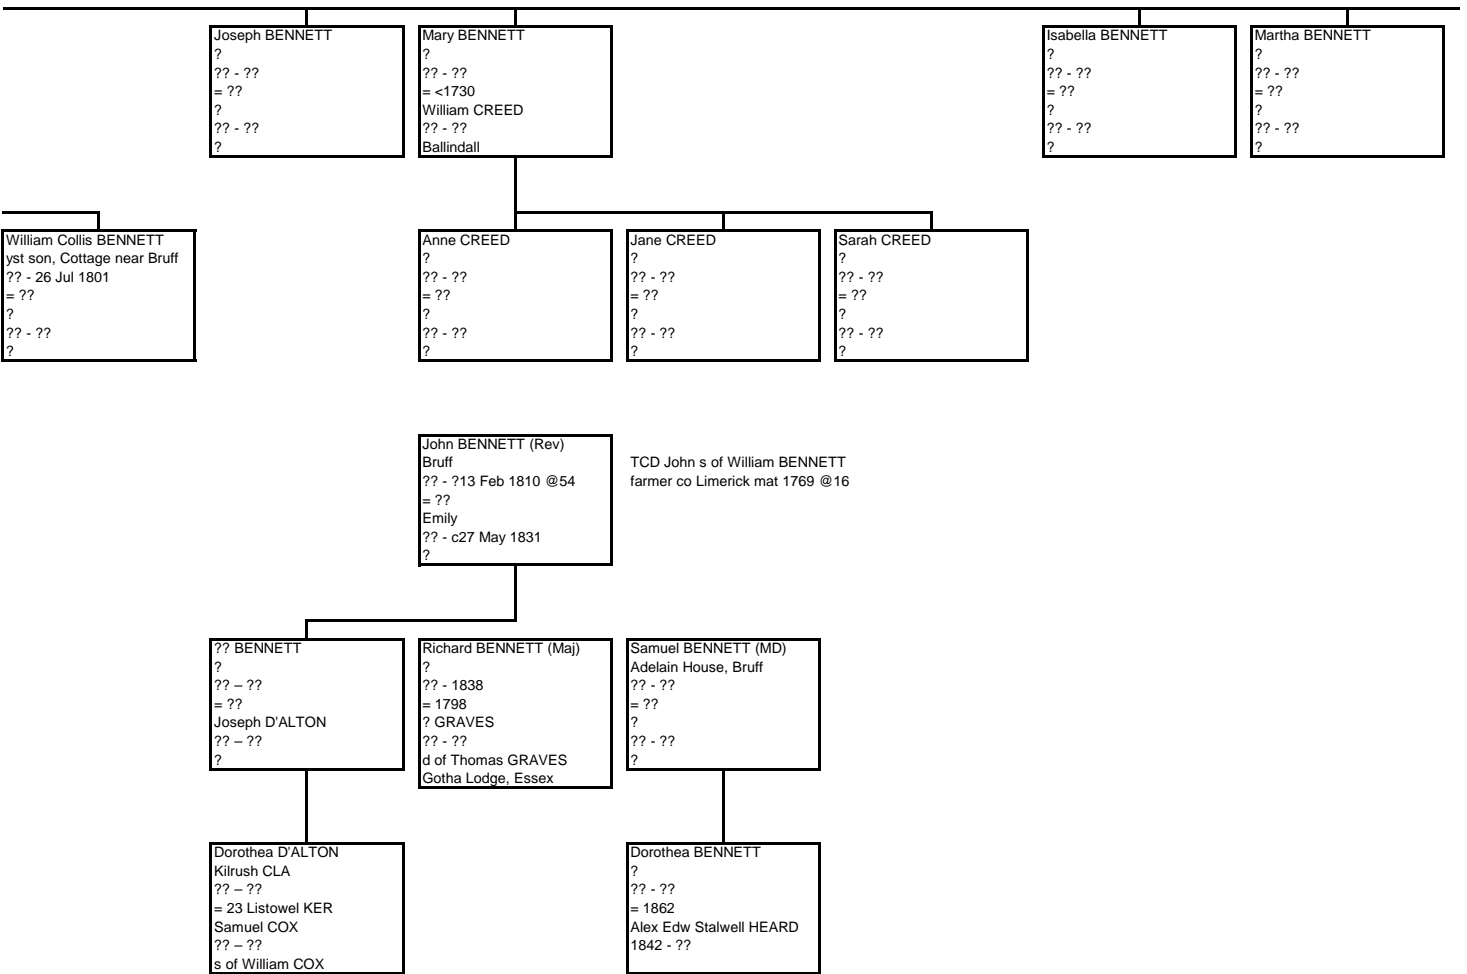 Joseph BENNETT
?
?? - ??
= ??
?
?? - ??
?
Mary BENNETT
?
?? - ??
= <1730
William CREED
?? - ??
Ballindall
Isabella BENNETT
?
?? - ??
= ??
?
?? - ??
?
Martha BENNETT
?
?? - ??
= ??
?
?? - ??
?
William Collis BENNETT
yst son, Cottage near Bruff
?? - 26 Jul 1801
= ??
?
?? - ??
?
Anne CREED
?
?? - ??
= ??
?
?? - ??
?
Jane CREED
?
?? - ??
= ??
?
?? - ??
?
Sarah CREED
?
?? - ??
= ??
?
?? - ??
?
John BENNETT (Rev)
Bruff
?? - ?13 Feb 1810 @54
= ??
Emily
?? - c27 May 1831
?
TCD John s of William BENNETT
farmer co Limerick mat 1769 @16
?? BENNETT
?
?? – ??
= ??
Joseph D'ALTON
?? – ??
?
Richard BENNETT (Maj)
?
?? - 1838
= 1798
? GRAVES
?? - ??
d of Thomas GRAVES
Gotha Lodge, Essex
Samuel BENNETT (MD)
Adelain House, Bruff
?? - ??
= ??
?
?? - ??
?
Dorothea D'ALTON
Kilrush CLA
?? – ??
= 23 Listowel KER
Samuel COX
?? – ??
s of William COX
Dorothea BENNETT
?
?? - ??
= 1862
Alex Edw Stalwell HEARD
1842 - ??